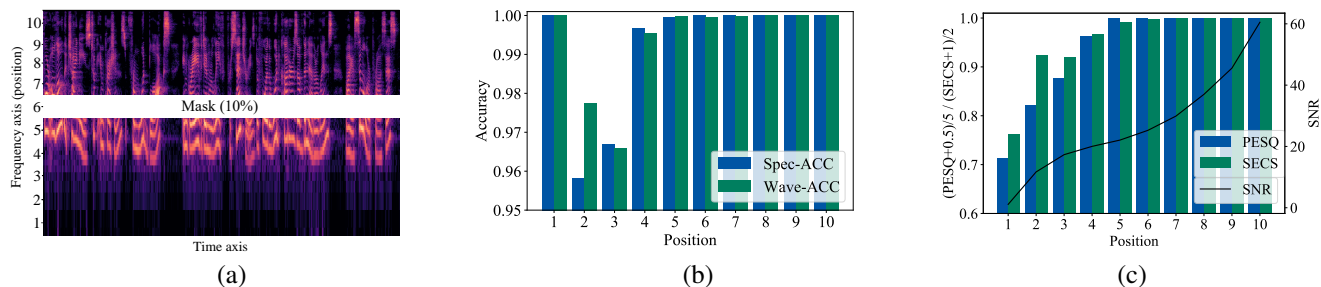 Frequency axis (position)
10
9
8
7
Mask (10%)
6
5
4
3
2
1
Time axis
(a)
Accuracy
1.00
0.99
0.98
0.97
0.96
0.95
Spec-ACC
Wave-ACC
1 2 3 4 5 6 7 8 9 10
Position
(b)
(PESQ+0.5)/5 / (SECS+1)/2
1.0
0.9
0.8
0.7
0.6
PESQ
SECS
SNR
60
40
20
0
SNR
1 2 3 4 5 6 7 8 9 10
Position
(c)